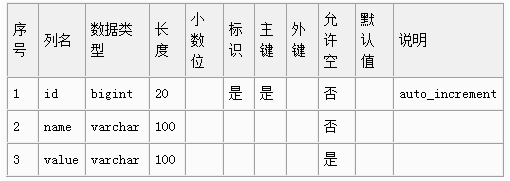 序号 列名 数据类型 长度 小数位 标识 主键 外键 允许空 默认值 说明
1 id bigint 20 是 是 否 auto_increment
2 name varchar 100 否
3 value varchar 100 是